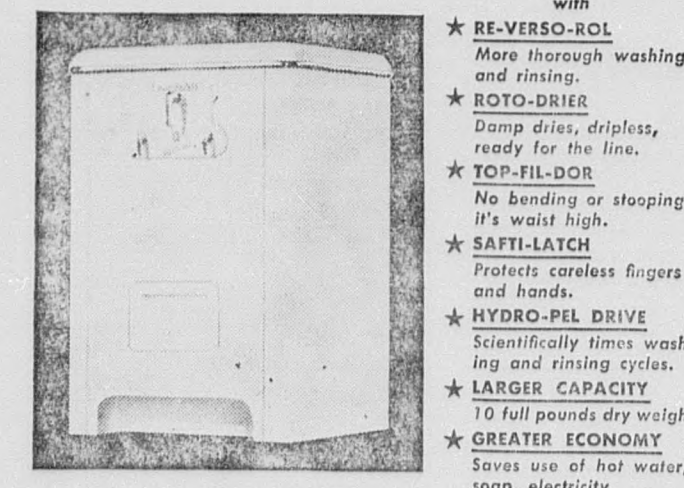 with
★ RE-VERSO-ROL
More thorough washing
and rinsing.
★ ROTO-DRIER
Damp dries, dripless,
ready for the line.
★ TOP-FIL-DOR
No bending or stooping
it's waist high.
★ SAFTI-LATCH
Protects careless fingers
and hands.
★ HYDRO-PEL DRIVE
Scientifically times wash
ing and rinsing cycles.
★ LARGER CAPACITY
10 full pounds dry weigh
★ GREATER ECONOMY
Saves use of hot water,
soap, electricity